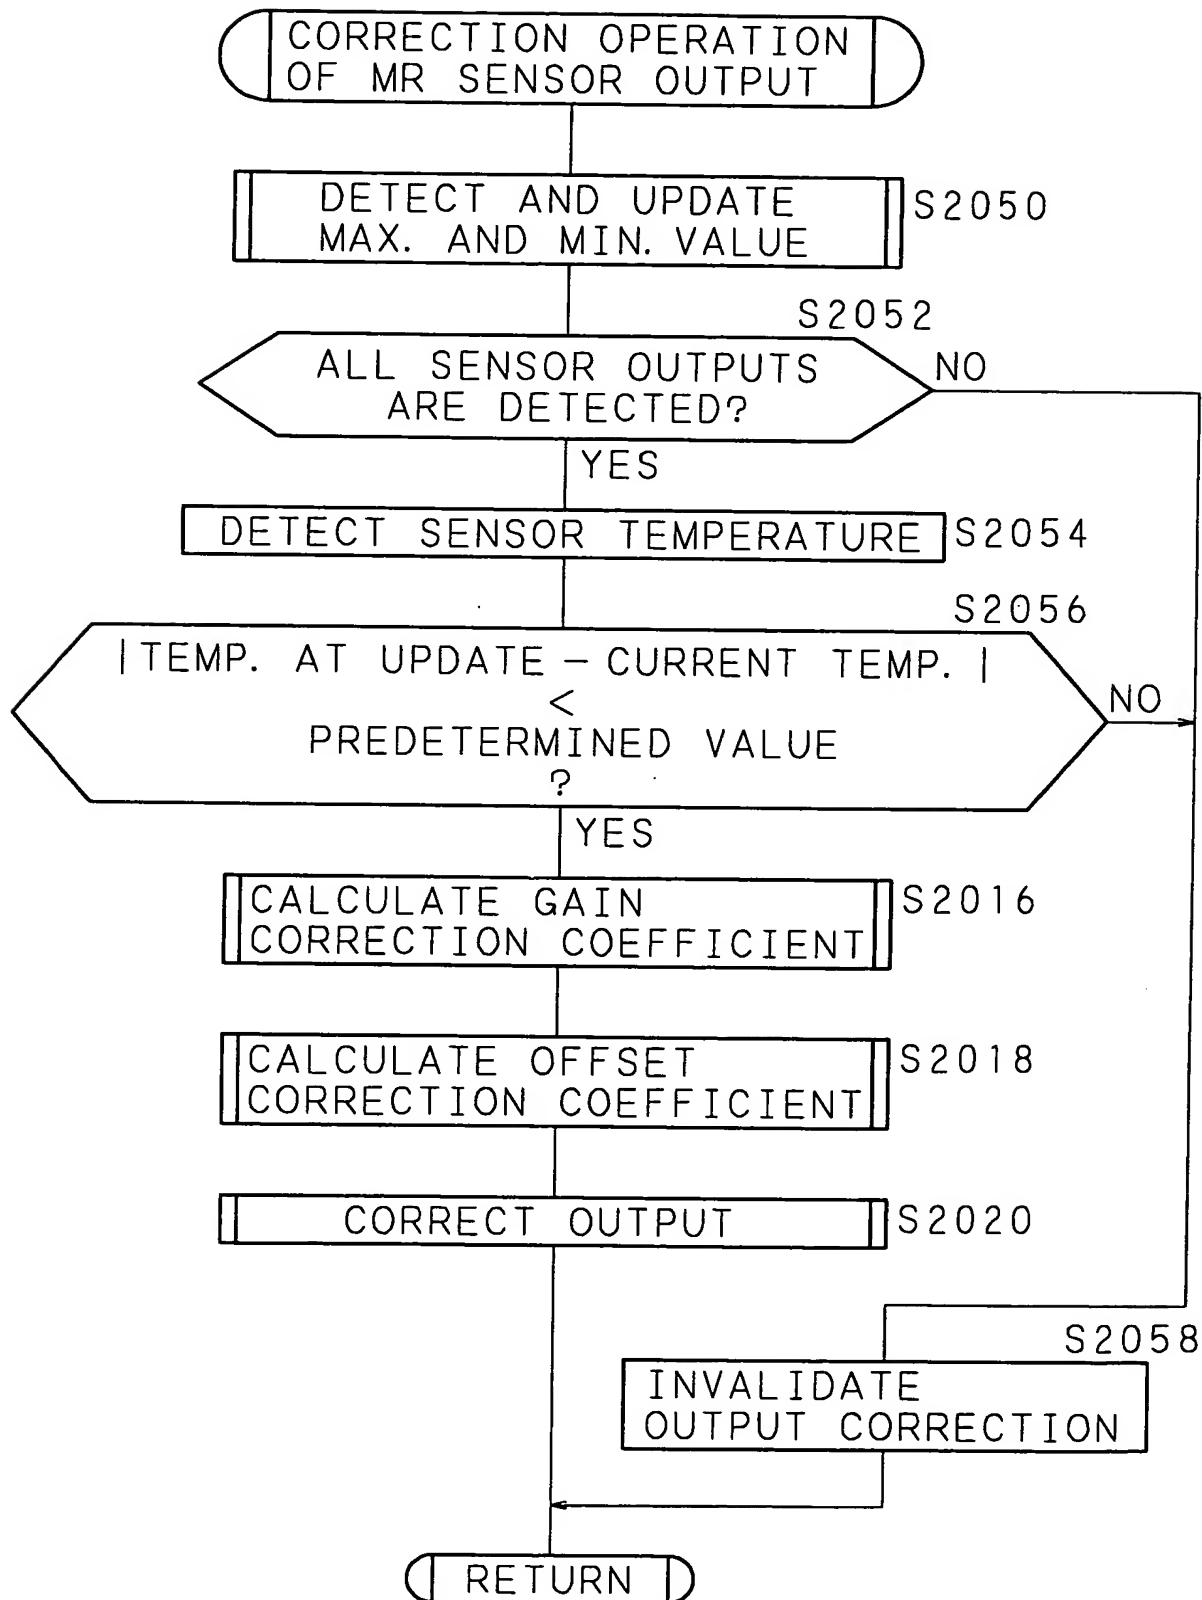 CORRECTION OPERATION
OF MR SENSOR OUTPUT
DETECT AND UPDATE
MAX. AND MIN. VALUE
S2050
S2052
ALL SENSOR OUTPUTS
ARE DETECTED?
NO
YES
DETECT SENSOR TEMPERATURE
S2054
S2056
|TEMP. AT UPDATE – CURRENT TEMP. |
<
PREDETERMINED VALUE
?
NO
YES
CALCULATE GAIN
CORRECTION COEFFICIENT
S2016
CALCULATE OFFSET
CORRECTION COEFFICIENT
S2018
CORRECT OUTPUT
S2020
S2058
INVALIDATE
OUTPUT CORRECTION
RETURN